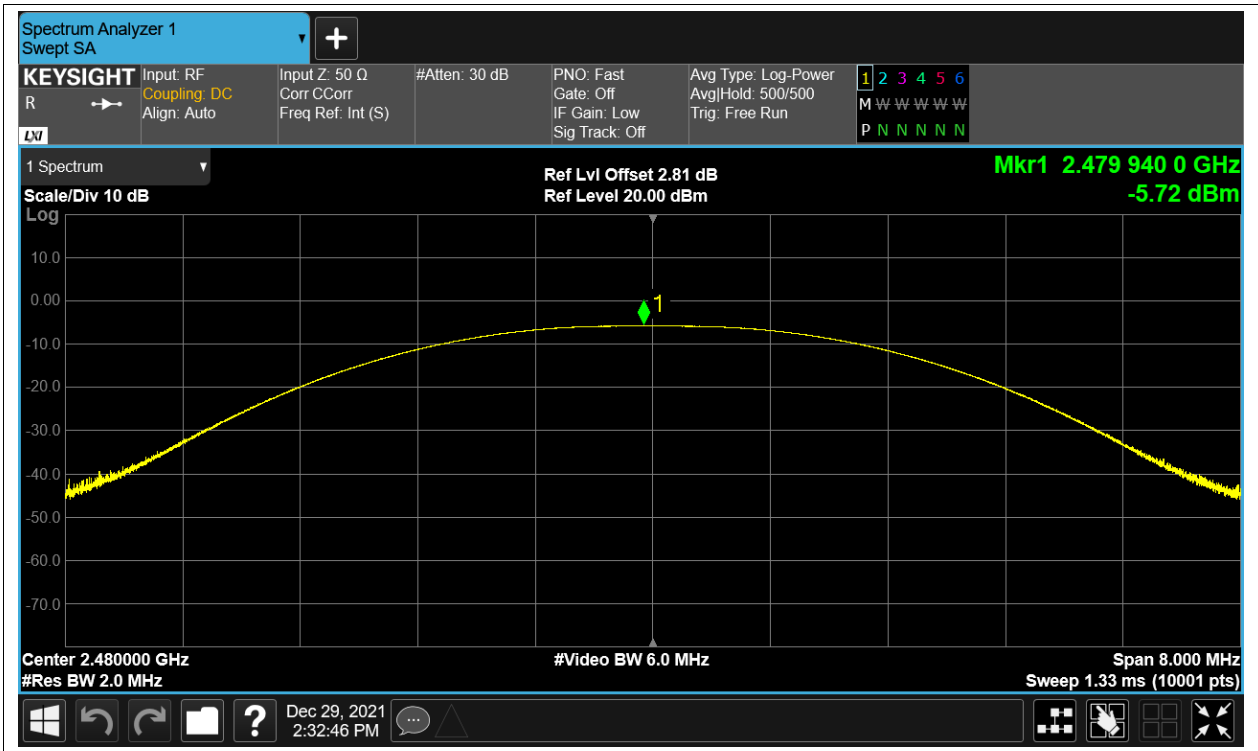 Spectrum Analyzer 1
Swept SA
KEYSIGHT
R
LXI
Input: RF
Coupling: DC
Align: Auto
Input Z: 50 Ω
Corr CCorr
Freq Ref: Int (S)
#Atten: 30 dB
PNO: Fast
Gate: Off
IF Gain: Low
Sig Track: Off
Avg Type: Log-Power
Avg|Hold: 500/500
Trig: Free Run
1 2 3 4 5 6
M W W W W W W
P N N N N N N
1 Spectrum
Scale/Div 10 dB
Log
Ref Lvl Offset 2.81 dB
Ref Level 20.00 dBm
Mkr1 2.479 940 0 GHz
-5.72 dBm
10.0
0.00
1
-10.0
-20.0
-30.0
-40.0
-50.0
-60.0
-70.0
Center 2.480000 GHz
#Video BW 6.0 MHz
Span 8.000 MHz
#Res BW 2.0 MHz
Sweep 1.33 ms (10001 pts)
?
Dec 29, 2021
2:32:46 PM